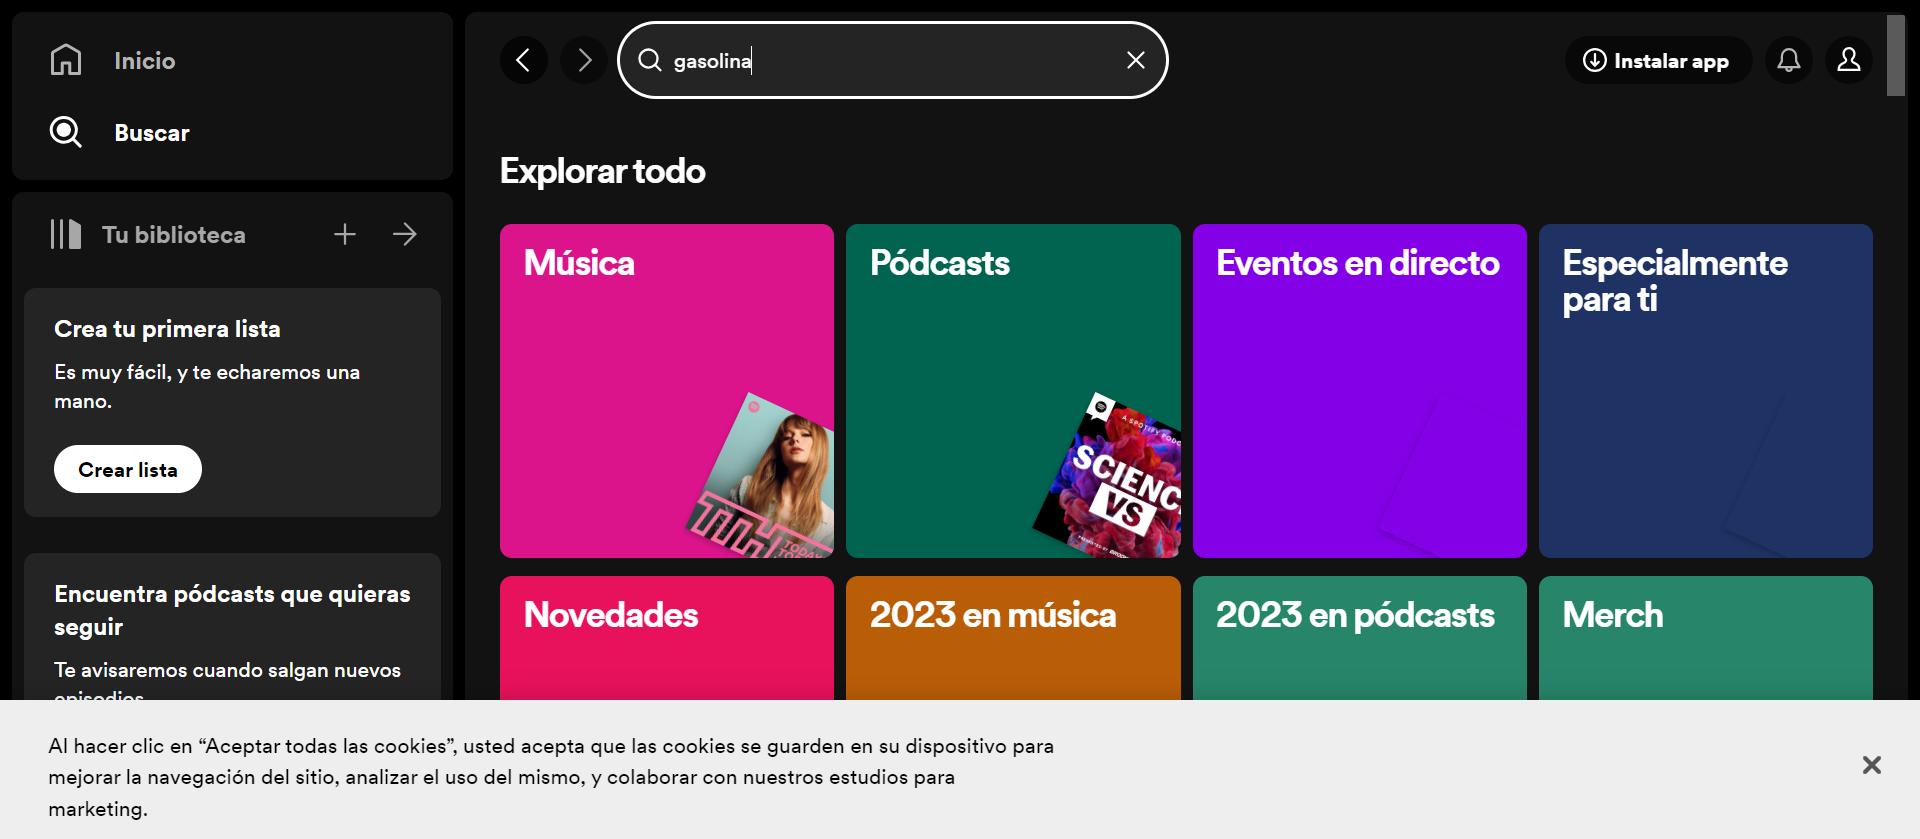 Inicio
Buscar
Tu biblioteca
Crea tu primera lista
Es muy fácil, y te echaremos una
mano.
Crear lista
Encuentra pódcasts que quieras
seguir
Te avisaremos cuando salgan nuevos
episodios
gasolina
Instalar app
Explorar todo
Música
Pódcasts
SCIENC
VS
Eventos en directo
Especialmente
para ti
Novedades
2023 en música
2023 en pódcasts
Merch
Al hacer clic en “Aceptar todas las cookies”, usted acepta que las cookies se guarden en su dispositivo para
mejorar la navegación del sitio, analizar el uso del mismo, y colaborar con nuestros estudios para
marketing.